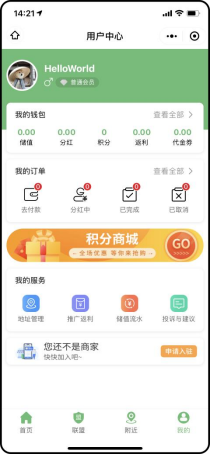 14:21
用户中心
HelloWorld
普通会员
我的钱包 查看全部
0.00 0.00 0 0.00 0.00
储值 分红 积分 返利 代金券
我的订单 查看全部
0 0 0 0
去付款 分红中 已完成 已取消
积分商城
全场优惠 等你来抢购
GO
我的服务
地址管理 推广返利 储值流水 投诉与建议
您还不是商家
快快加入吧~
申请入驻
首页 联盟 附近 我的